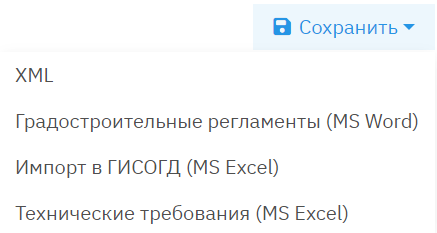 Сохранить
XML
Градостроительные регламенты (MS Word)
Импорт в ГИСОГД (MS Excel)
Технические требования (MS Excel)